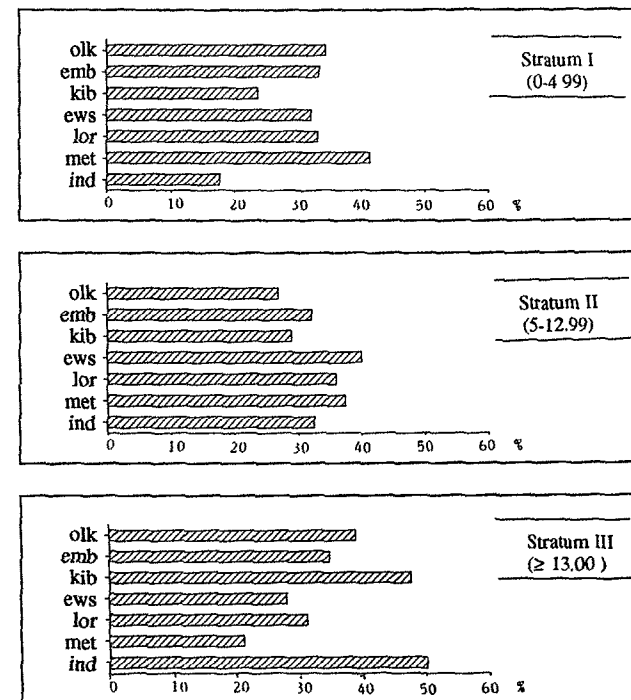 olk
emb
kib
ews
lor
met
ind
0 10 20 30 40 50 60 %
Stratum I
(0-4 99)
olk
emb
kib
ews
lor
met
ind
0 10 20 30 40 50 60 %
Stratum II
(5-12.99)
olk
emb
kib
ews
lor
met
ind
0 10 20 30 40 50 60 %
Stratum III
(≥ 13.00 )